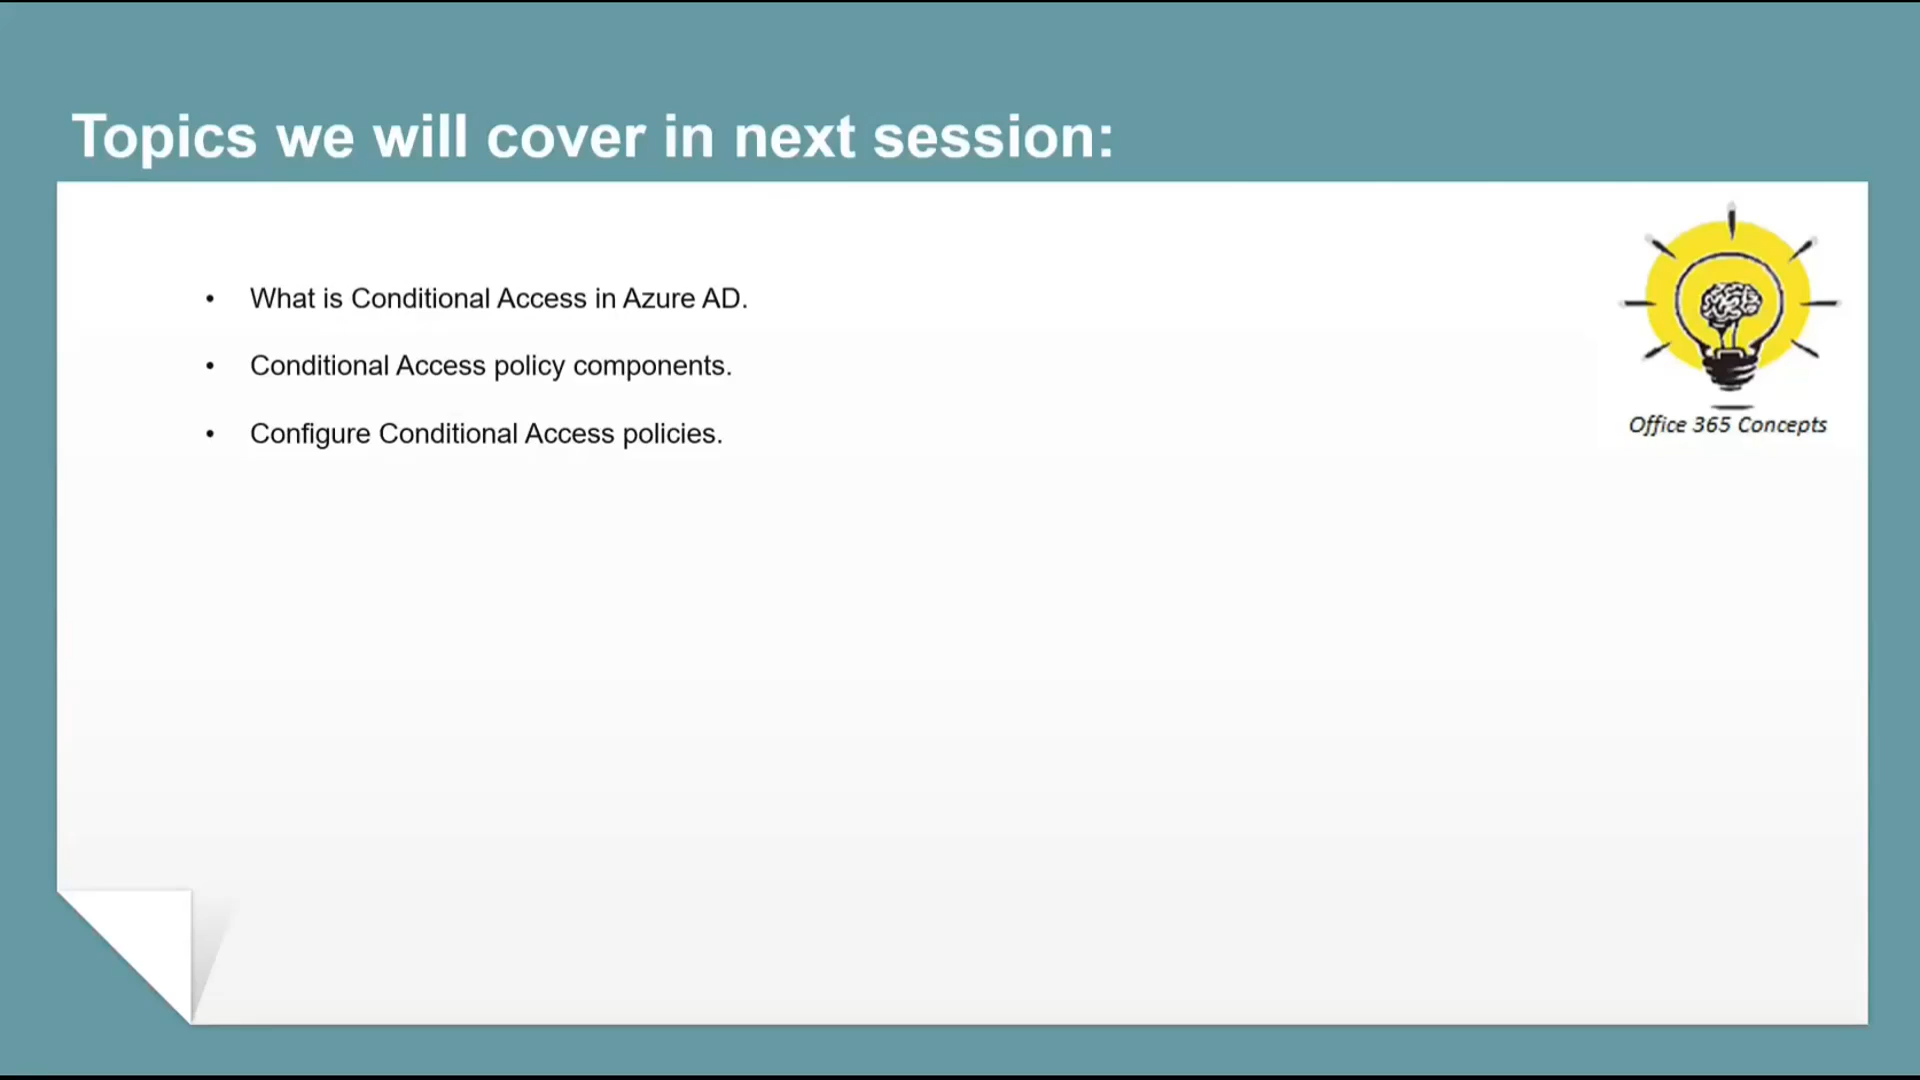 Topics we will cover in next session:
• What is Conditional Access in Azure AD.
• Conditional Access policy components.
• Configure Conditional Access policies.
Office 365 Concepts